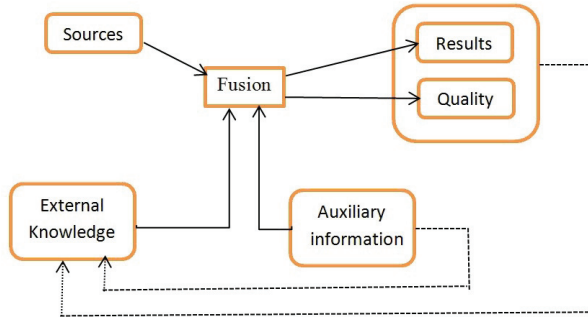 Sources
Results
Fusion
Quality
External
Knowledge
Auxiliary
information